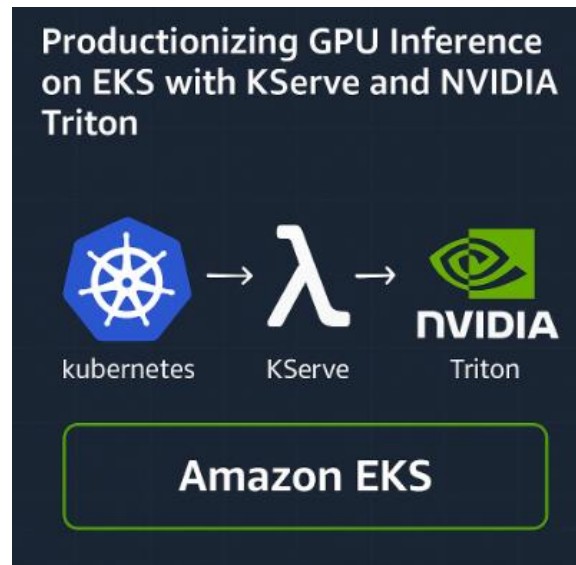 Productionizing GPU Inference
on EKS with KServe and NVIDIA
Triton
λ
NVIDIA
kubernetes
KServe
Triton
Amazon EKS